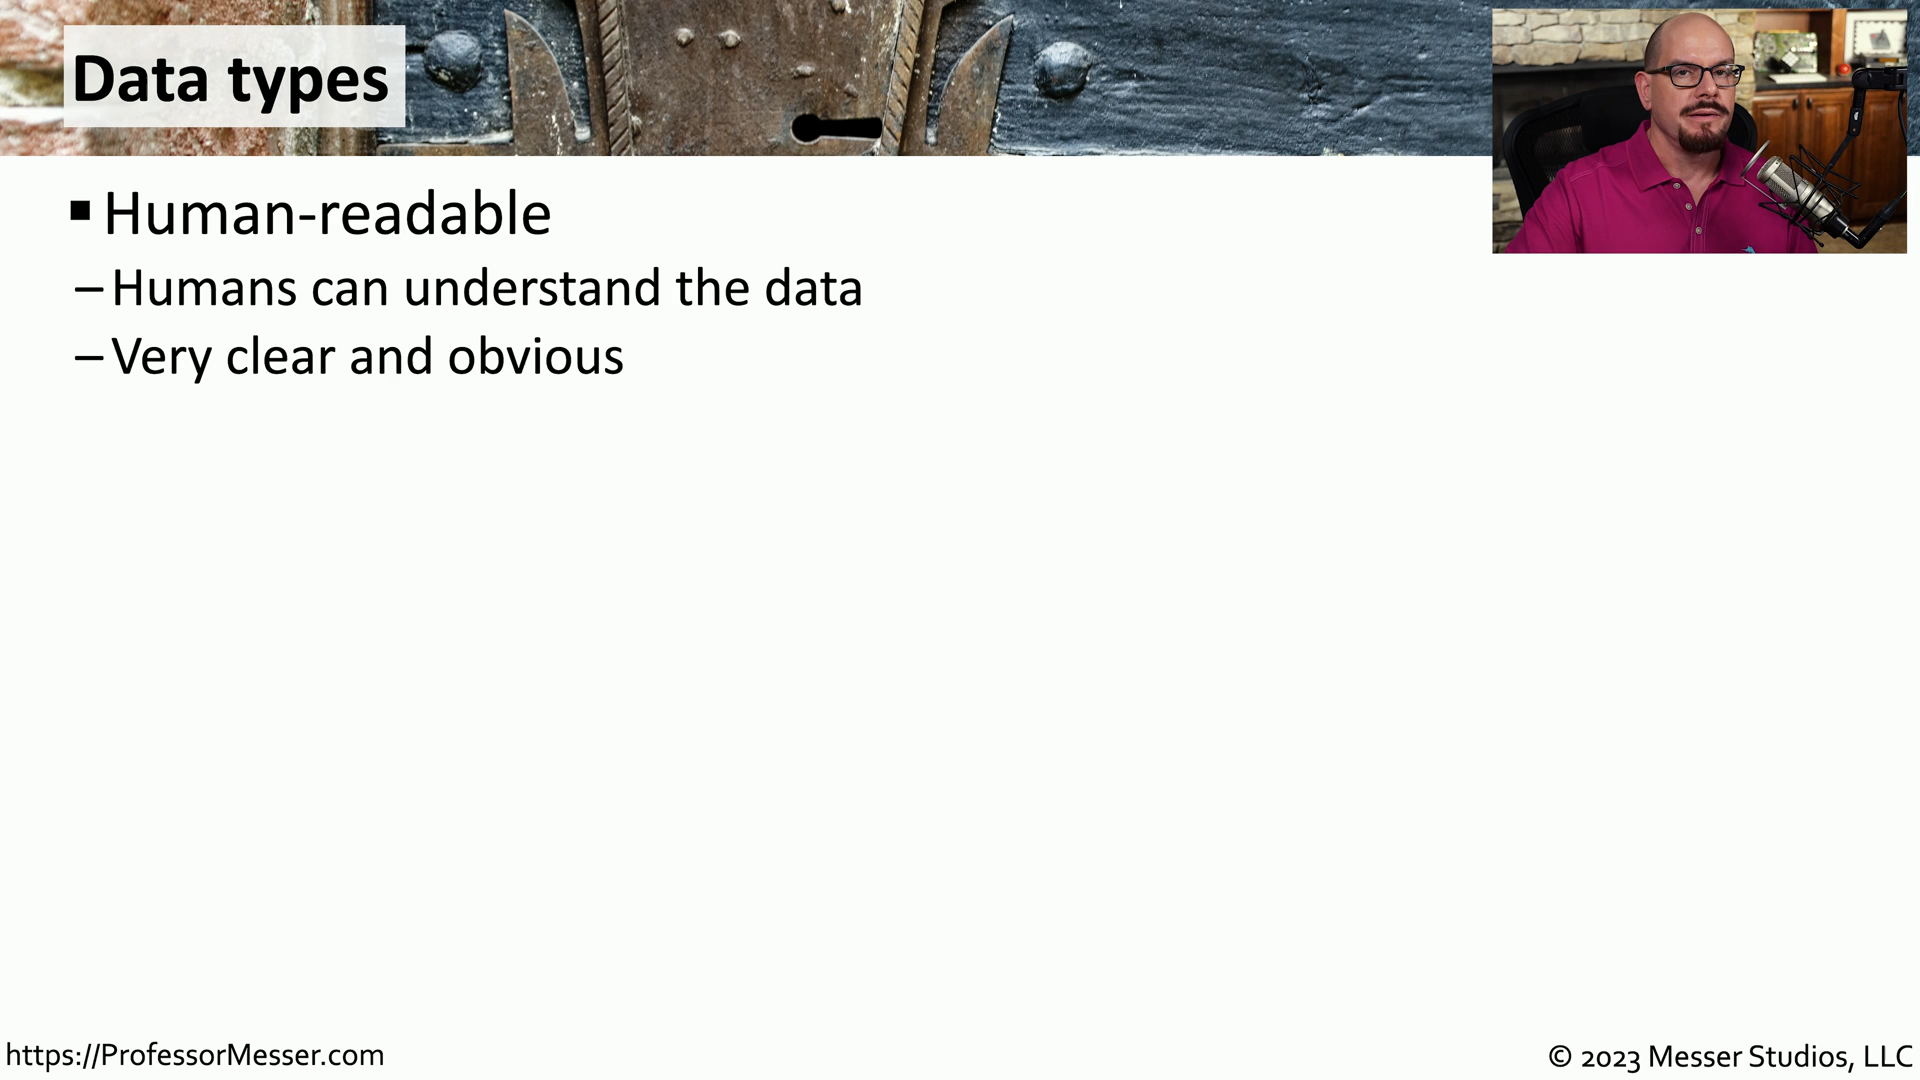 Data types
▪ Human-readable
– Humans can understand the data
– Very clear and obvious
https://ProfessorMesser.com
© 2023 Messer Studios, LLC